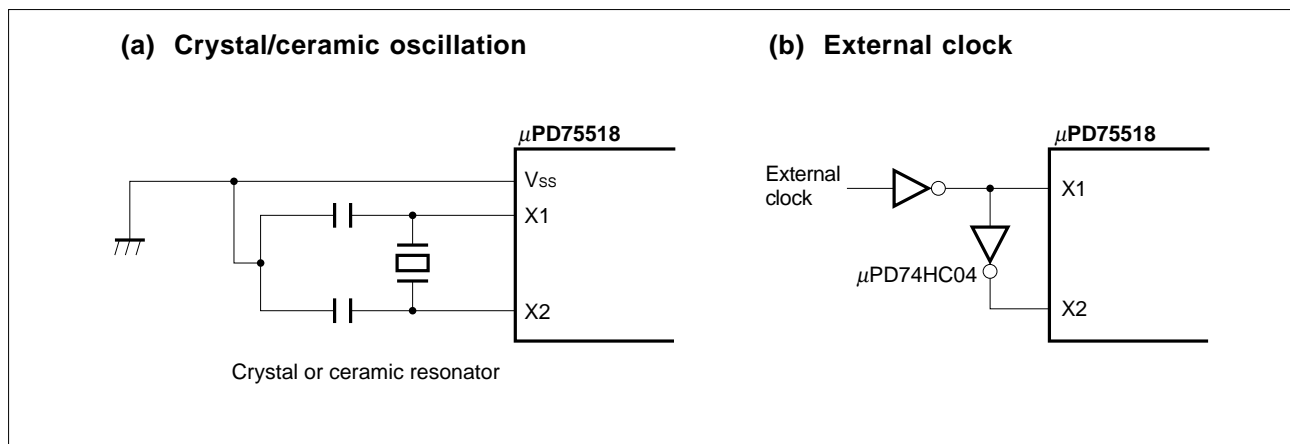 (a) Crystal/ceramic oscillation
μPD75518
VSS
X1
X2
Crystal or ceramic resonator
(b) External clock
μPD75518
External
clock
X1
μPD74HC04
X2